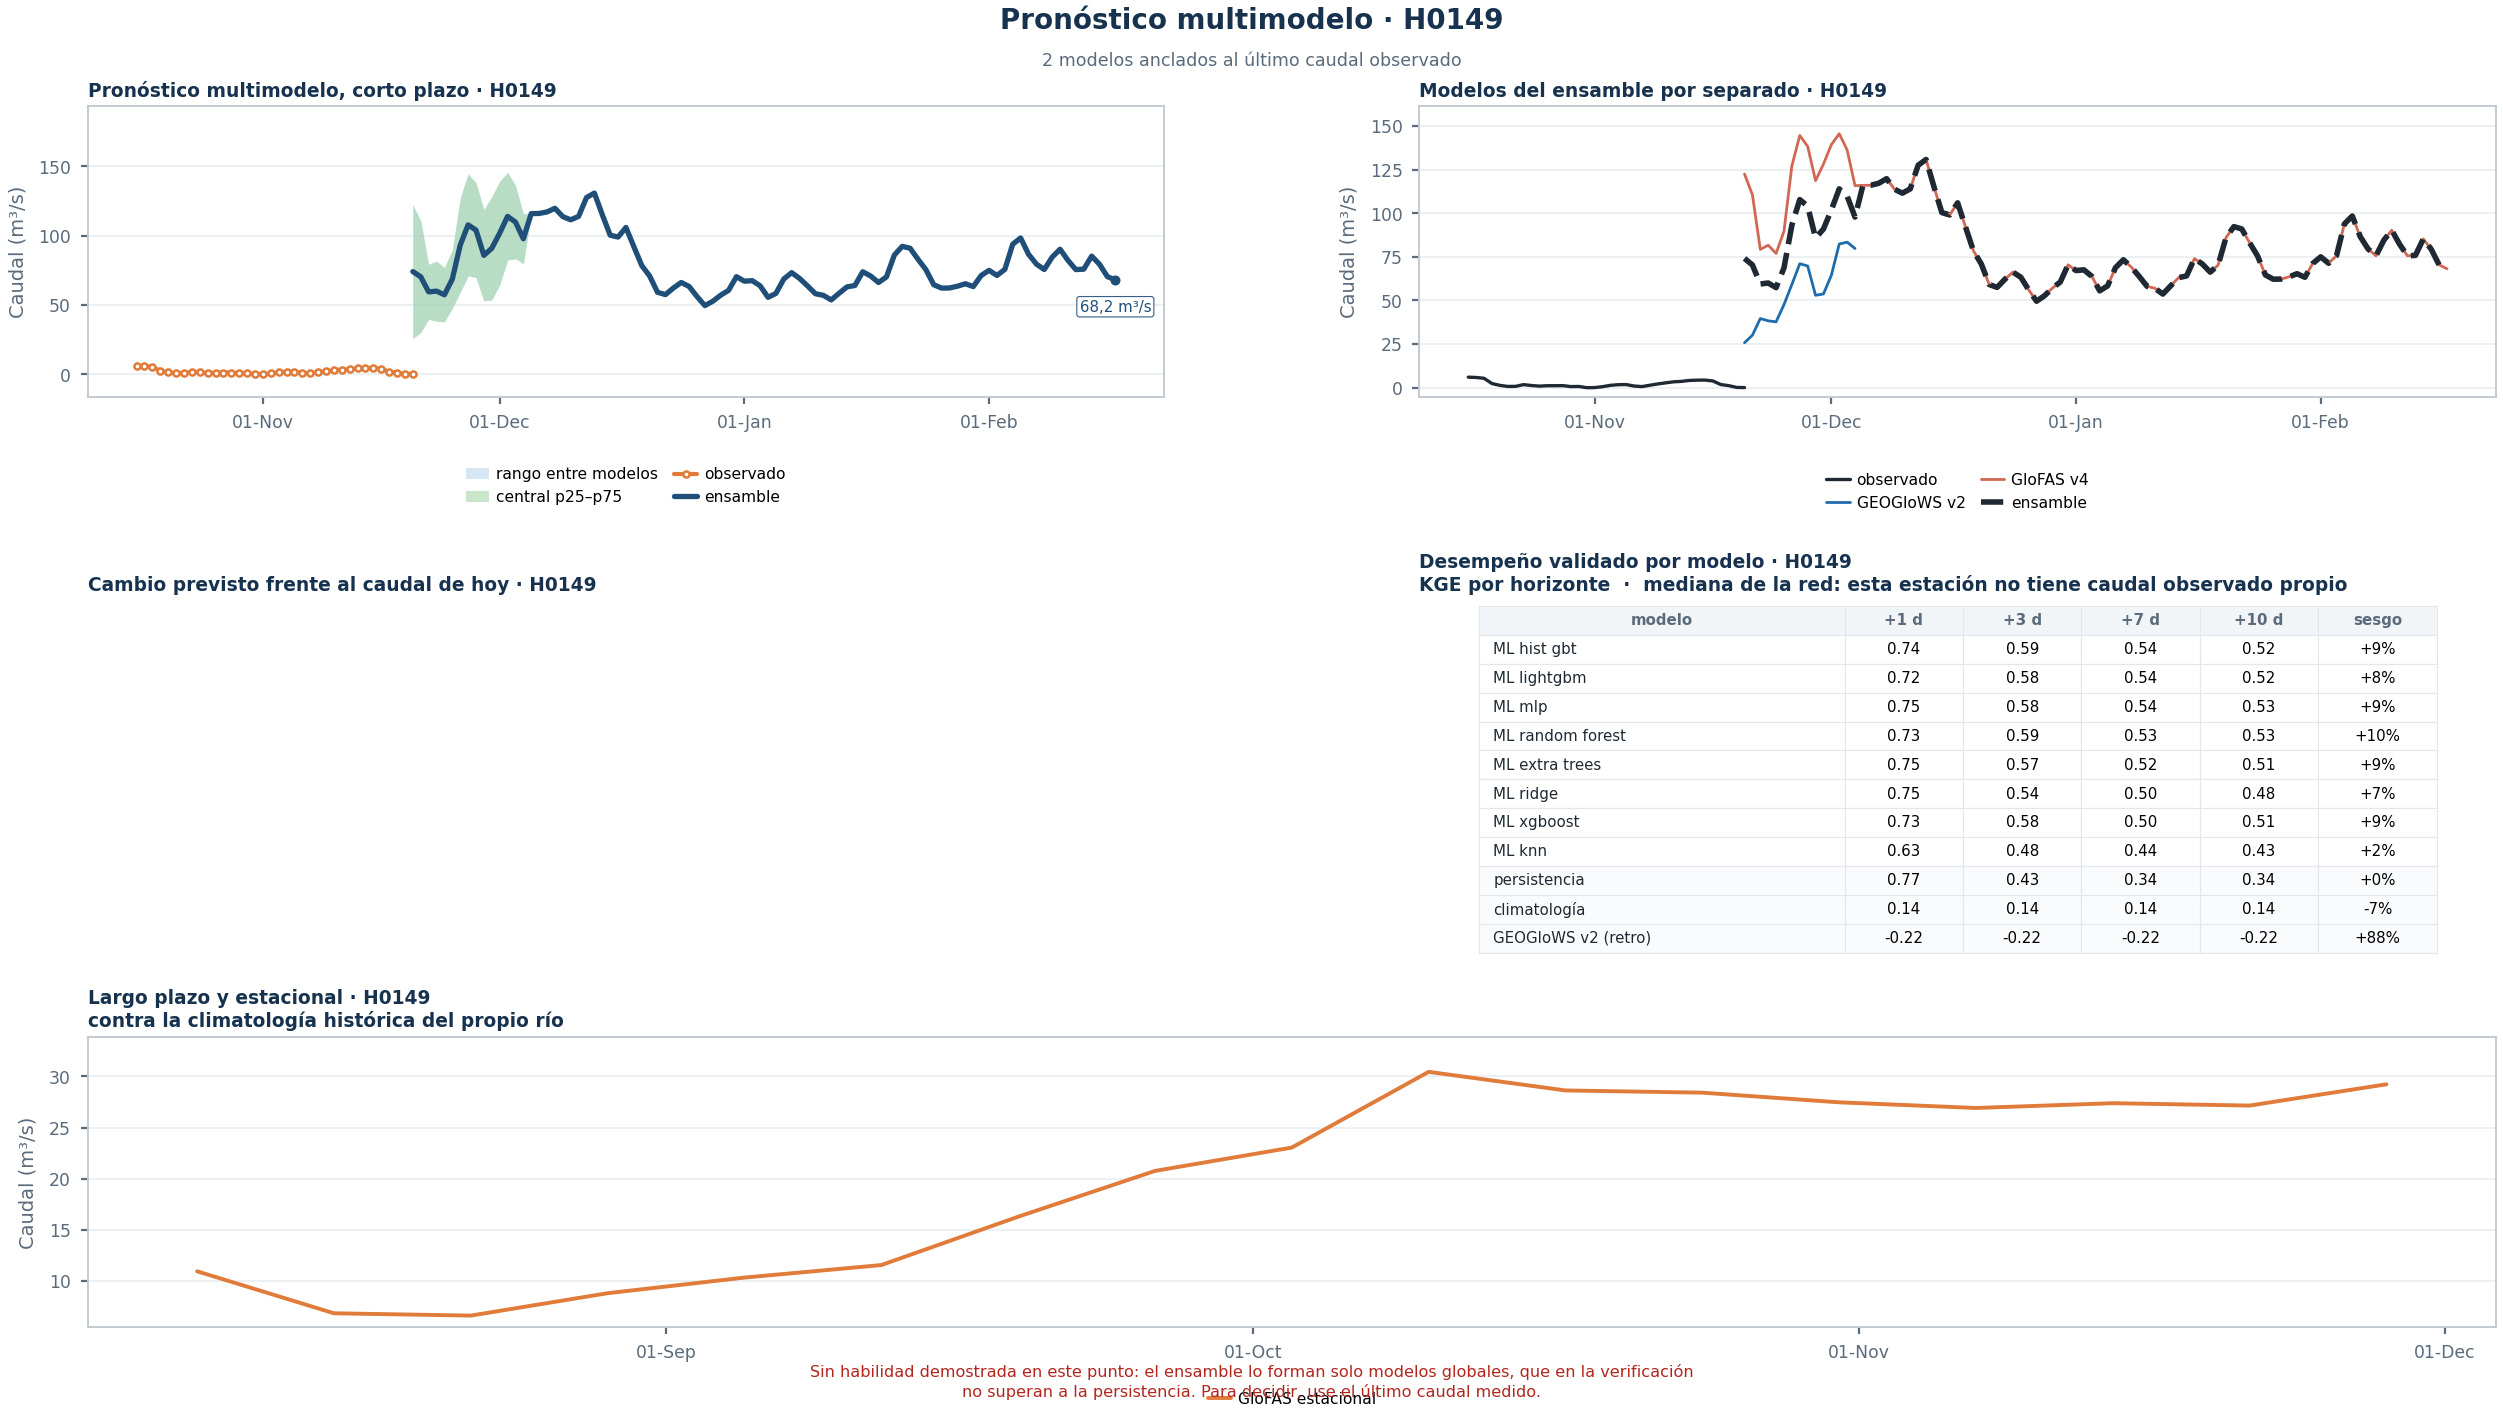 Pronóstico multimodelo · H0149
2 modelos anclados al último caudal observado
Pronóstico multimodelo, corto plazo · H0149
Caudal (m³/s)
150
100
50
0
68,2 m³/s
01-Nov
01-Dec
01-Jan
01-Feb
rango entre modelos
observado
central p25–p75
ensamble
Modelos del ensamble por separado · H0149
Caudal (m³/s)
150
125
100
75
50
25
0
01-Nov
01-Dec
01-Jan
01-Feb
observado
GloFAS v4
GEOGloWS v2
ensamble
Cambio previsto frente al caudal de hoy · H0149
Desempeño validado por modelo · H0149
KGE por horizonte · mediana de la red: esta estación no tiene caudal observado propio
modelo +1 d +3 d +7 d +10 d sesgo
ML hist gbt 0.74 0.59 0.54 0.52 +9%
ML lightgbm 0.72 0.58 0.54 0.52 +8%
ML mlp 0.75 0.58 0.54 0.53 +9%
ML random forest 0.73 0.59 0.53 0.53 +10%
ML extra trees 0.75 0.57 0.52 0.51 +9%
ML ridge 0.75 0.54 0.50 0.48 +7%
ML xgboost 0.73 0.58 0.50 0.51 +9%
ML knn 0.63 0.48 0.44 0.43 +2%
persistencia 0.77 0.43 0.34 0.34 +0%
climatología 0.14 0.14 0.14 0.14 -7%
GEOGloWS v2 (retro) -0.22 -0.22 -0.22 -0.22 +88%
Largo plazo y estacional · H0149
contra la climatología histórica del propio río
Caudal (m³/s)
30
25
20
15
10
01-Sep
01-Oct
01-Nov
01-Dec
Sin habilidad demostrada en este punto: el ensamble lo forman solo modelos globales, que en la verificación
no superan a la persistencia. Para decidir, use el último caudal medido.
GloFAS estacional